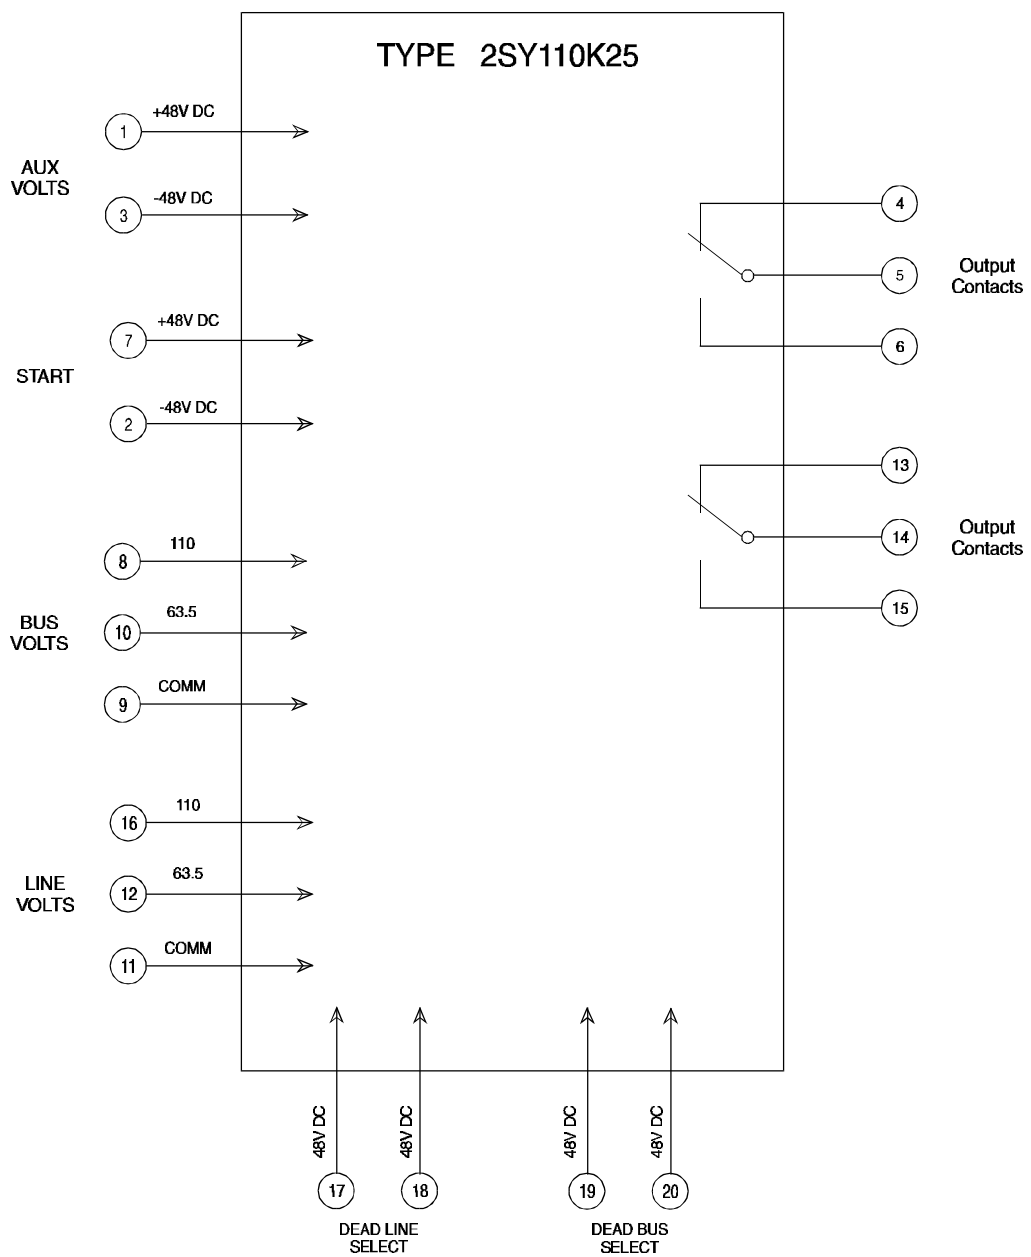 TYPE 2SY110K25
+48V DC
1
AUX
VOLTS
-48V DC
3
4
5
Output
Contacts
6
+48V DC
7
START
-48V DC
2
13
14
Output
Contacts
15
110
8
BUS
VOLTS
63.5
10
COMM
9
110
16
LINE
VOLTS
63.5
12
COMM
11
48V DC
48V DC
48V DC
48V DC
17
18
19
20
DEAD LINE
SELECT
DEAD BUS
SELECT